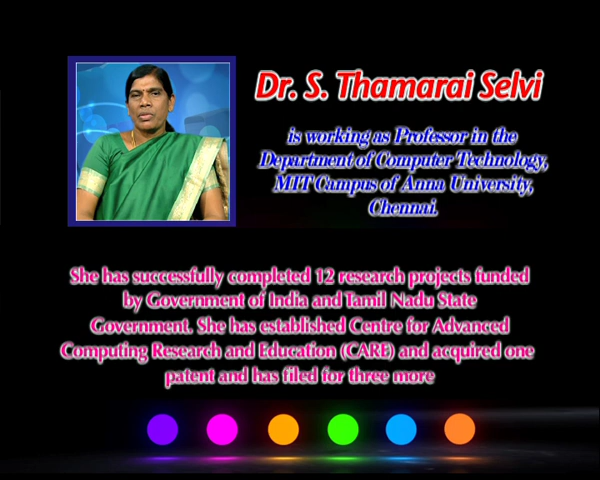 Dr. S. Thamarai Selvi
is working as Professor in the
Department of Computer Technology,
MIT Campus of Anna University,
Chennai.
She has successfully completed 12 research projects funded
by Government of India and Tamil Nadu State
Government. She has established Centre for Advanced
Computing Research and Education (CARE) and acquired one
patent and has filed for three more